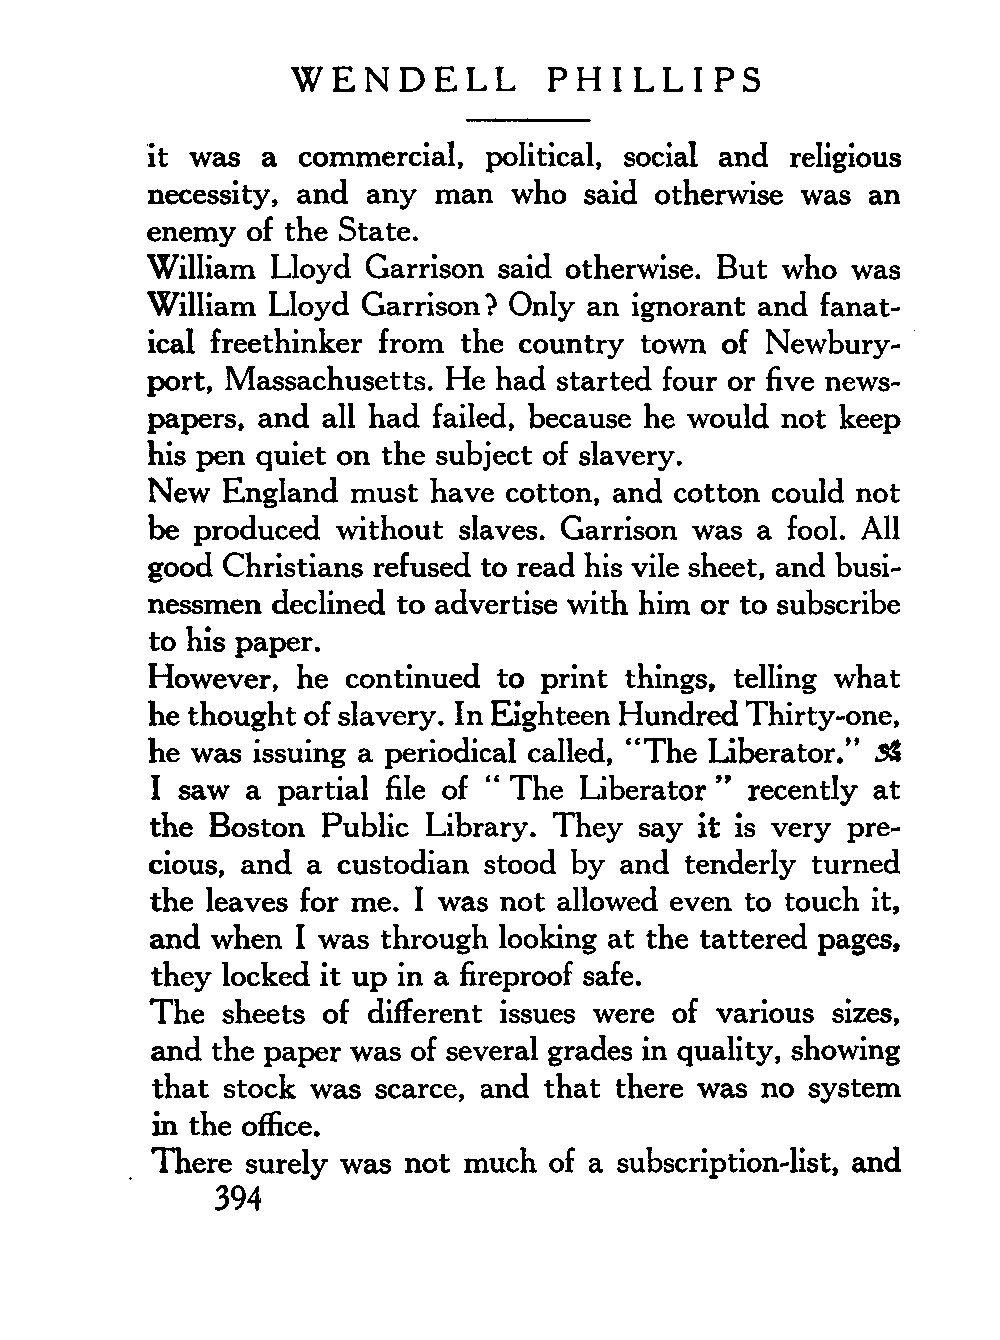 WENDELL PHILLIPS
it was a commercial, political, social and religious
necessity, and any man who said otherwise was an
enemy of the State.
William Lloyd Garrison said otherwise. But who was
William Lloyd Garrison? Only an ignorant and fanat-
ical freethinker from the country town of Newbury-
port, Massachusetts. He had started four or five news-
papers, and all had failed, because he would not keep
his pen quiet on the subject of slavery.
New England must have cotton, and cotton could not
be produced without slaves. Garrison was a fool. All
good Christians refused to read his vile sheet, and busi-
nessmen declined to advertise with him or to subscribe
to his paper.
However, he continued to print things, telling what
he thought of slavery. In Eighteen Hundred Thirty-one,
he was issuing a periodical called, “The Liberator.”
I saw a partial file of “ The Liberator ” recently at
the Boston Public Library. They say it is very pre-
cious, and a custodian stood by and tenderly turned
the leaves for me. I was not allowed even to touch it,
and when I was through looking at the tattered pages,
they locked it up in a fireproof safe.
The sheets of different issues were of various sizes,
and the paper was of several grades in quality, showing
that stock was scarce, and that there was no system
in the office.
There surely was not much of a subscription-list, and
394